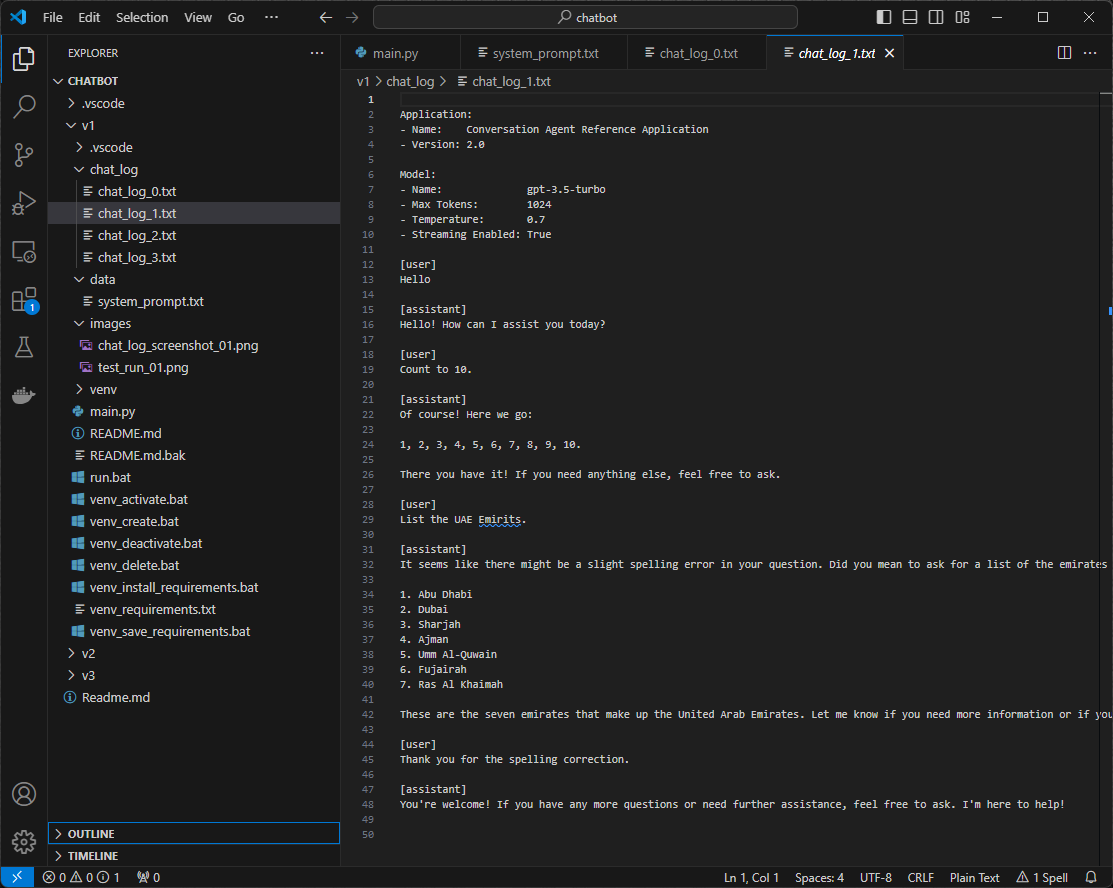 File Edit Selection View Go ··· chatbot
EXPLORER ···
CHATBOT
.vscode
v1
.vscode
chat_log
chat_log_0.txt
chat_log_1.txt
chat_log_2.txt
chat_log_3.txt
data
system_prompt.txt
images
chat_log_screenshot_01.png
test_run_01.png
venv
main.py
README.md
README.md.bak
run.bat
venv_activate.bat
venv_create.bat
venv_deactivate.bat
venv_delete.bat
venv_install_requirements.bat
venv_requirements.txt
venv_save_requirements.bat
v2
v3
Readme.md
OUTLINE
TIMELINE
1
main.py system_prompt.txt chat_log_0.txt chat_log_1.txt
v1 > chat_log > chat_log_1.txt
1
2 Application:
3 - Name:    Conversation Agent Reference Application
4 - Version: 2.0
5
6 Model:
7 - Name:              gpt-3.5-turbo
8 - Max Tokens:        1024
9 - Temperature:       0.7
10 - Streaming Enabled: True
11
12 [user]
13 Hello
14
15 [assistant]
16 Hello! How can I assist you today?
17
18 [user]
19 Count to 10.
20
21 [assistant]
22 Of course! Here we go:
23
24 1, 2, 3, 4, 5, 6, 7, 8, 9, 10.
25
26 There you have it! If you need anything else, feel free to ask.
27
28 [user]
29 List the UAE Emirits.
30
31 [assistant]
32 It seems like there might be a slight spelling error in your question. Did you mean to ask for a list of the emirates
33
34 1. Abu Dhabi
35 2. Dubai
36 3. Sharjah
37 4. Ajman
38 5. Umm Al-Quwain
39 6. Fujairah
40 7. Ras Al Khaimah
41
42 These are the seven emirates that make up the United Arab Emirates. Let me know if you need more information or if you
43
44 [user]
45 Thank you for the spelling correction.
46
47 [assistant]
48 You're welcome! If you have any more questions or need further assistance, feel free to ask. I'm here to help!
49
50
0 0 1 0 Ln 1, Col 1 Spaces: 4 UTF-8 CRLF Plain Text 1 Spell